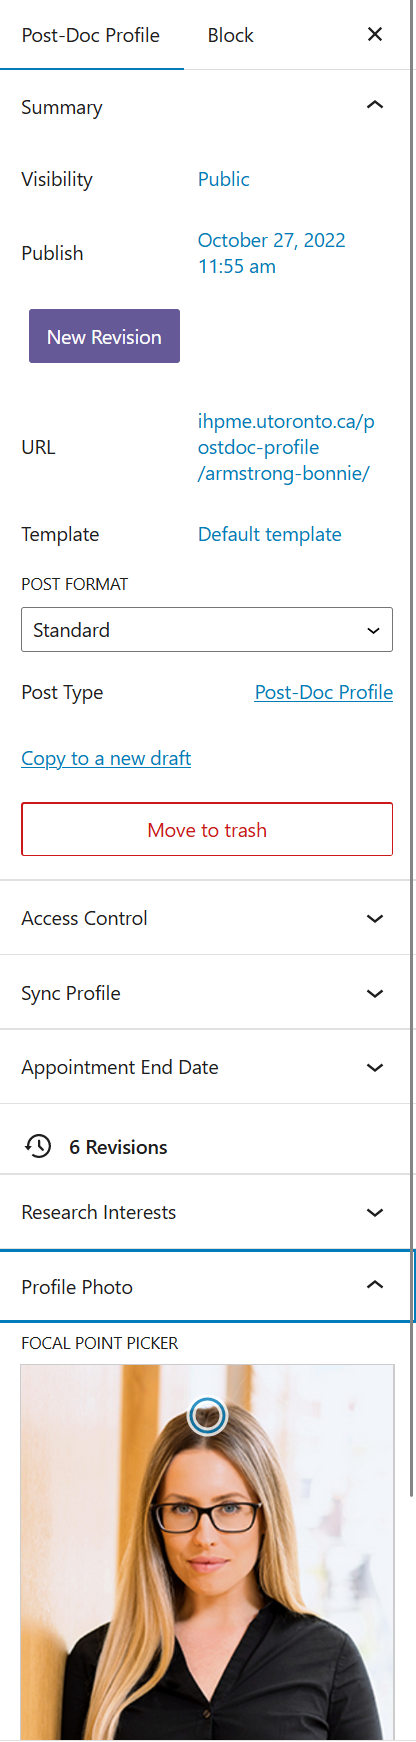 Post-Doc Profile Block
Summary
Visibility Public
Publish October 27, 2022
11:55 am
New Revision
URL ihpme.utoronto.ca/p
ostdoc-profile
/armstrong-bonnie/
Template Default template
POST FORMAT
Standard
Post Type Post-Doc Profile
Copy to a new draft
Move to trash
Access Control
Sync Profile
Appointment End Date
6 Revisions
Research Interests
Profile Photo
FOCAL POINT PICKER